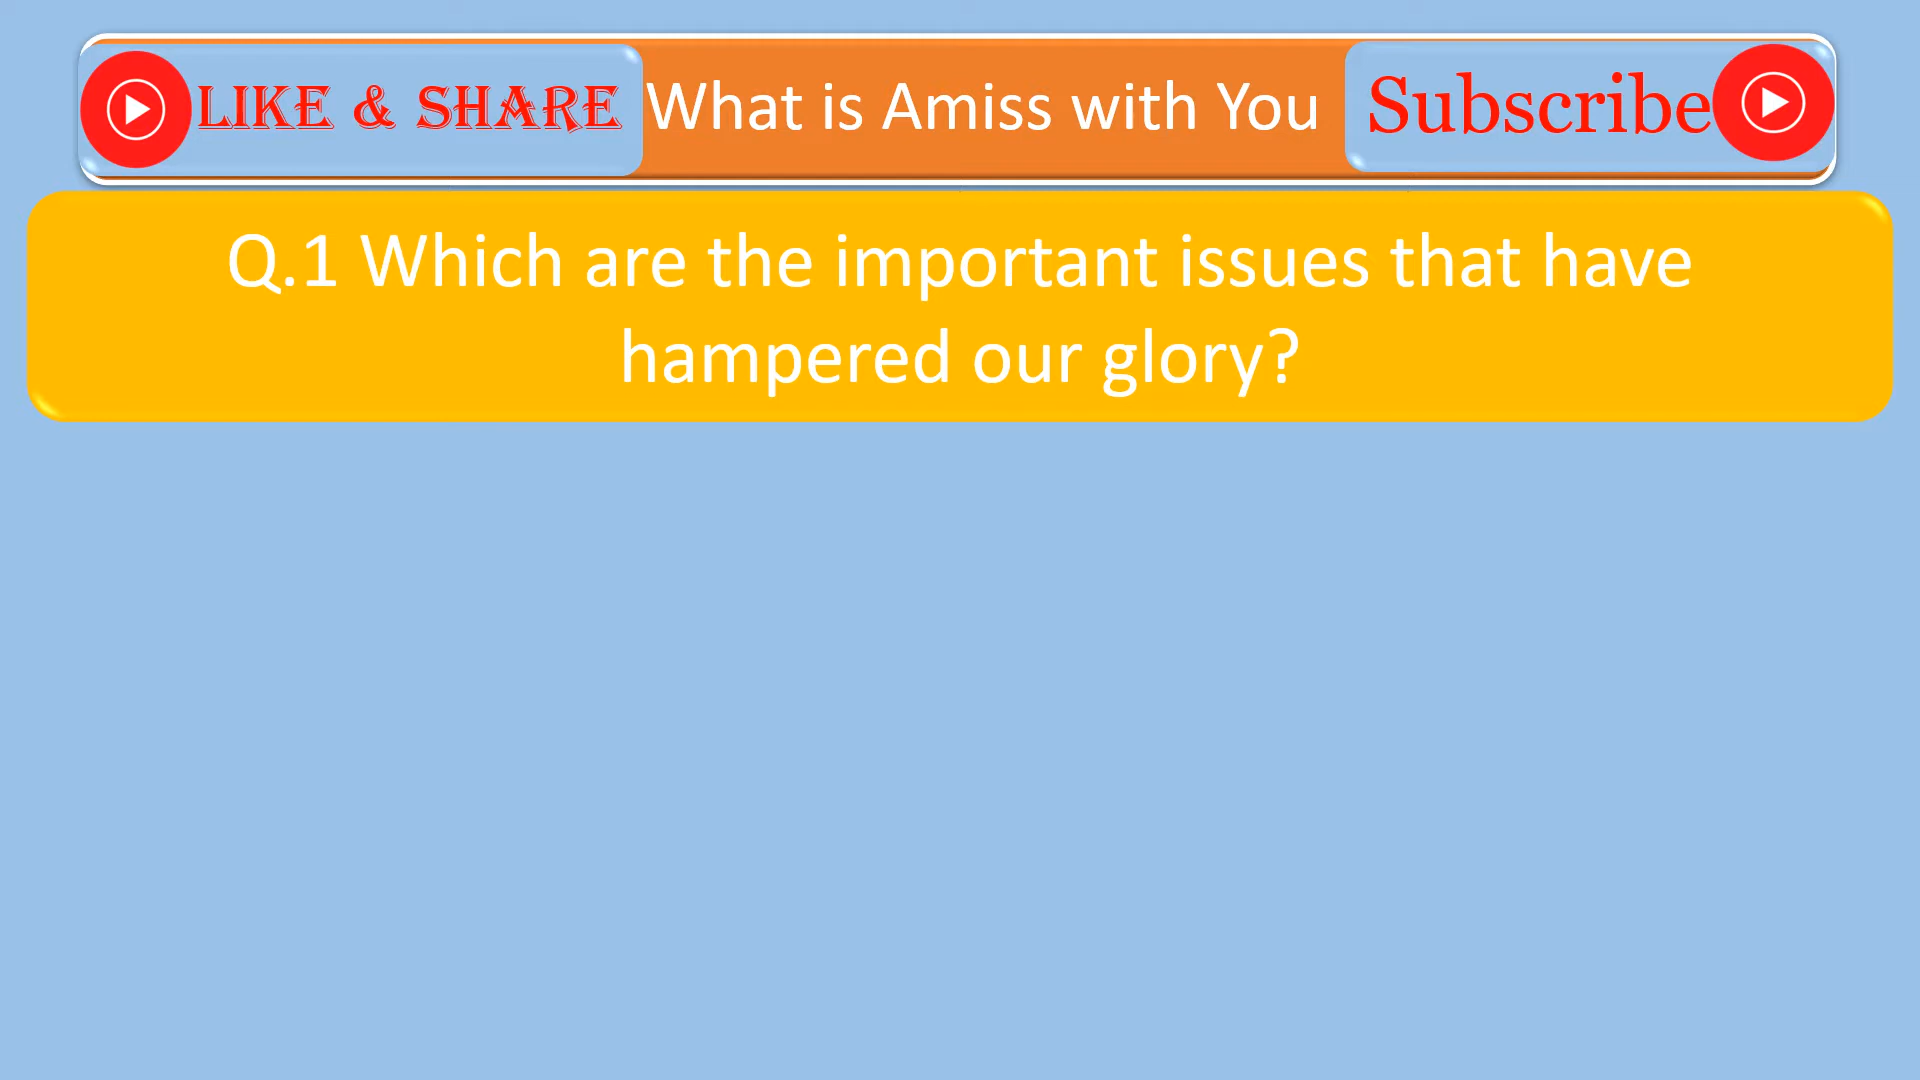 LIKE & SHARE What is Amiss with You Subscribe
Q.1 Which are the important issues that have
hampered our glory?